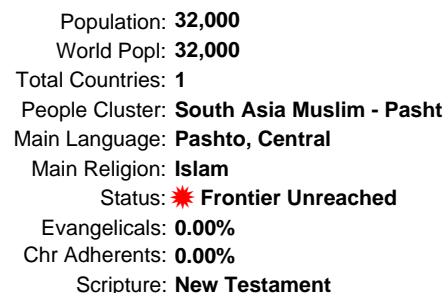 Population: 32,000
World Popl: 32,000
Total Countries: 1
People Cluster: South Asia Muslim - Pasht
Main Language: Pashto, Central
Main Religion: Islam
Status: Frontier Unreached
Evangelicals: 0.00%
Chr Adherents: 0.00%
Scripture: New Testament